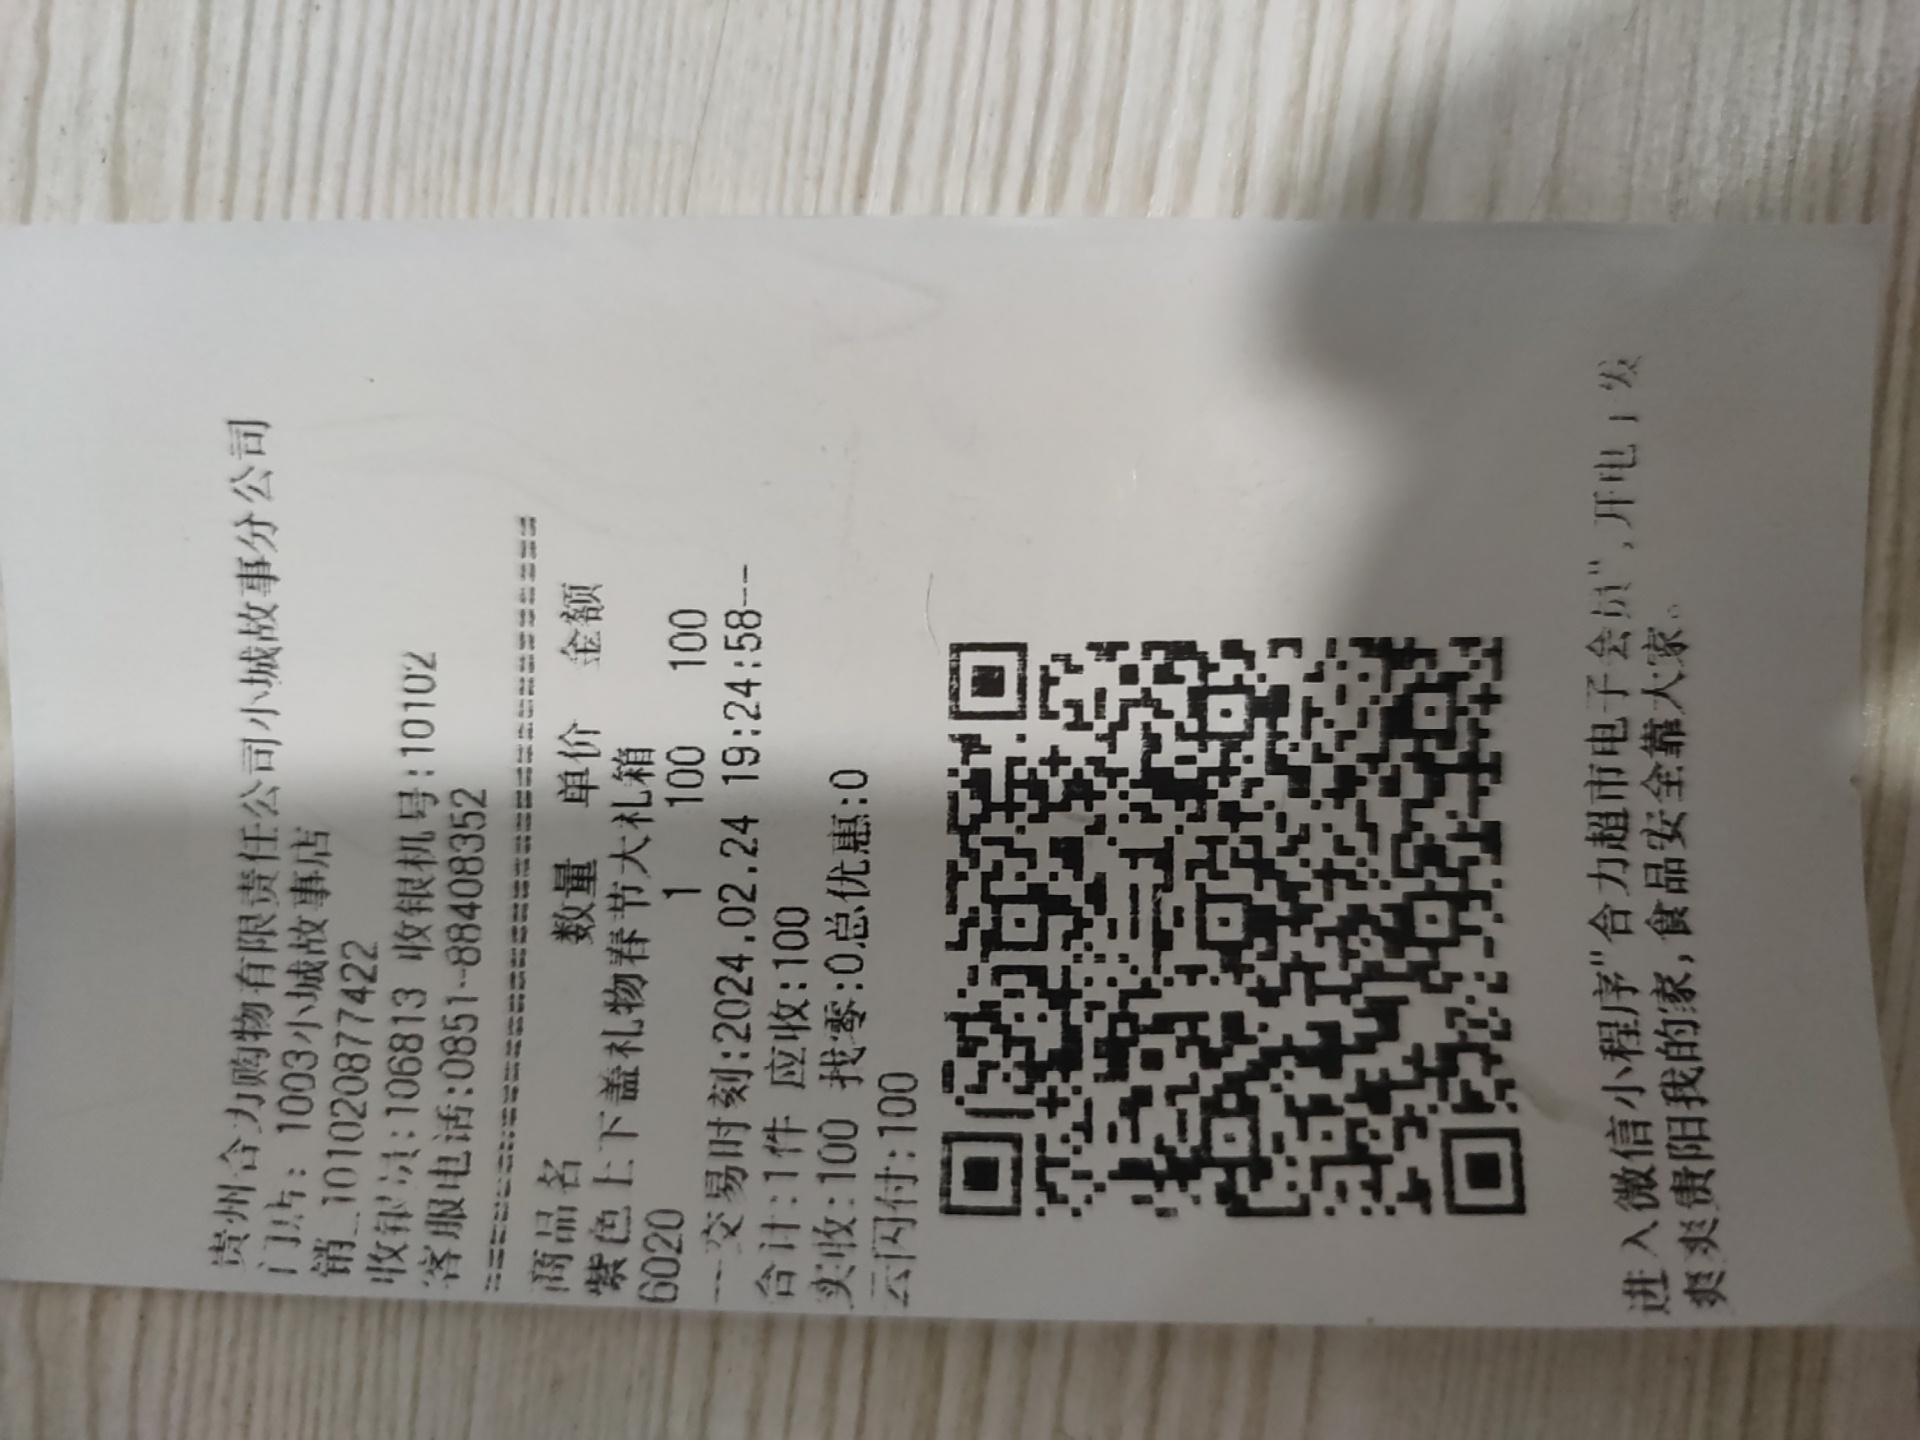 贵州合力购物有限责任公司小城故事分公司
门店: 1003小城故事店
销_1010208774​22
收银员:106813 收银机号:10102
客服电话:0851-88408352
商品名 数量 单价 金额
紫色上下盖礼物春节大礼箱
6020 1 100 100
---交易时刻:2024.02.24 19:24:58--
合计:1件 应收:100
实收:100 找零:0总优惠:0
云闪付:100
进入微信小程序"合力超市电子会员",开电子发
爽爽贵阳我的家,食品安全靠大家。